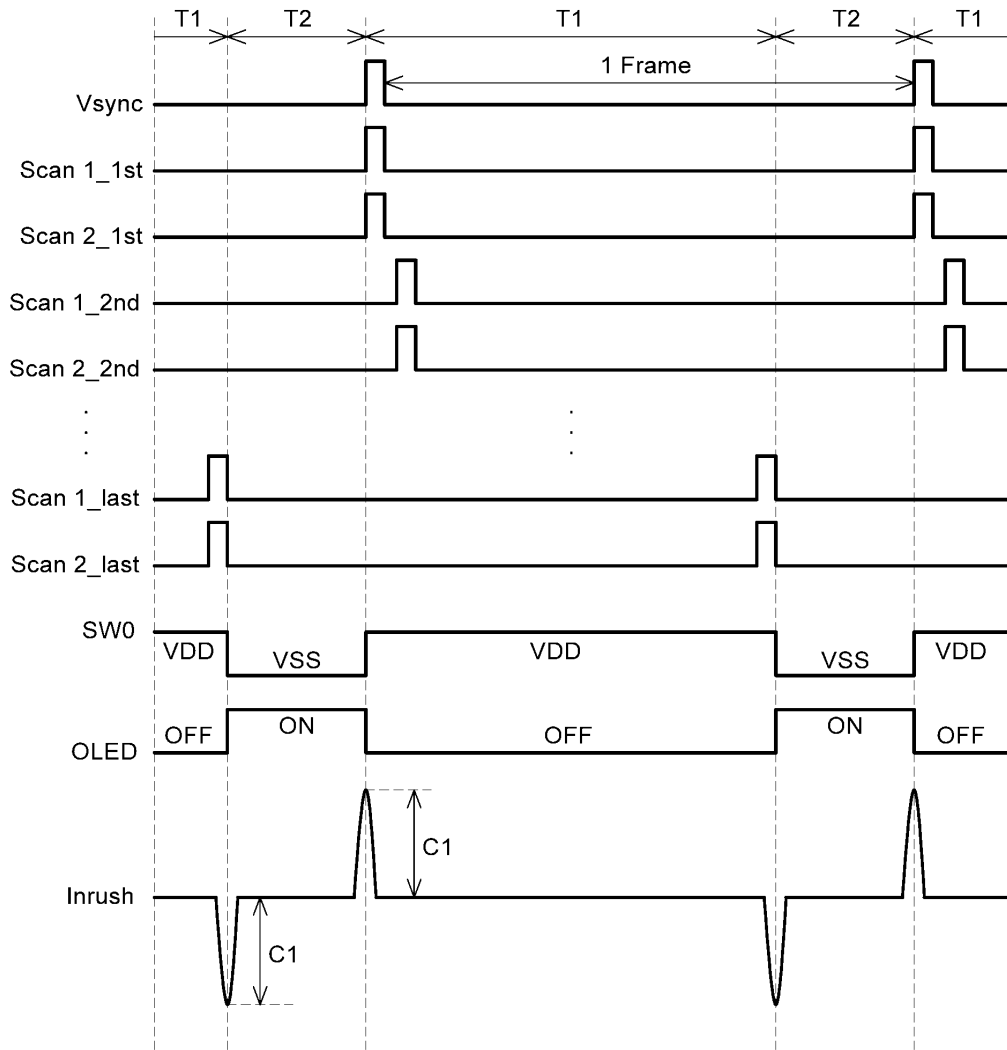 T1 T2 T1 T2 T1
1 Frame
Vsync
Scan 1_1st
Scan 2_1st
Scan 1_2nd
Scan 2_2nd
Scan 1_last
Scan 2_last
SW0
VDD VSS VDD VSS VDD
OFF ON OFF ON OFF
OLED
C1
Inrush
C1